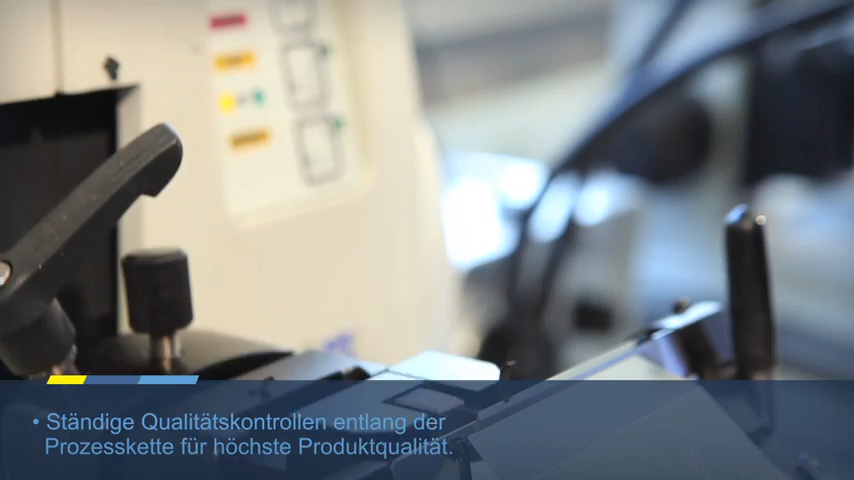 • Ständige Qualitätskontrollen entlang der
Prozesskette für höchste Produktqualität.